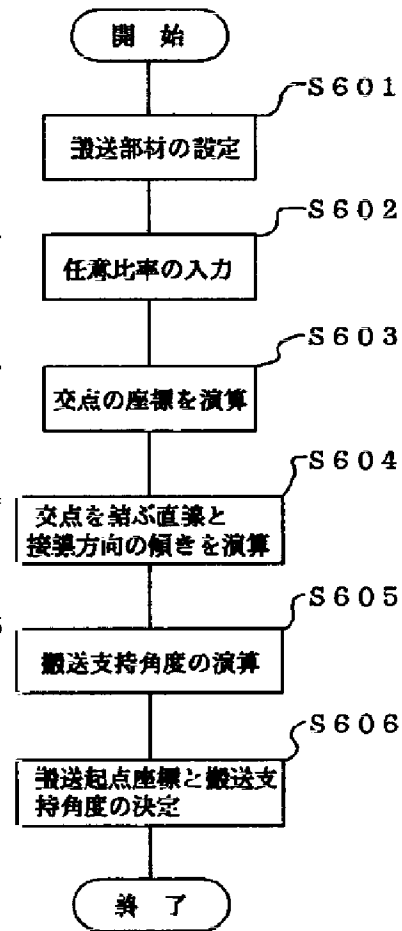 開 始
S601
搬送部材の設定
S602
任意比率の入力
S603
交点の座標を演算
S604
交点を結ぶ直線と
接線方向の傾きを演算
S605
搬送支持角度の演算
S606
搬送起点座標と搬送支
持角度の決定
終 了